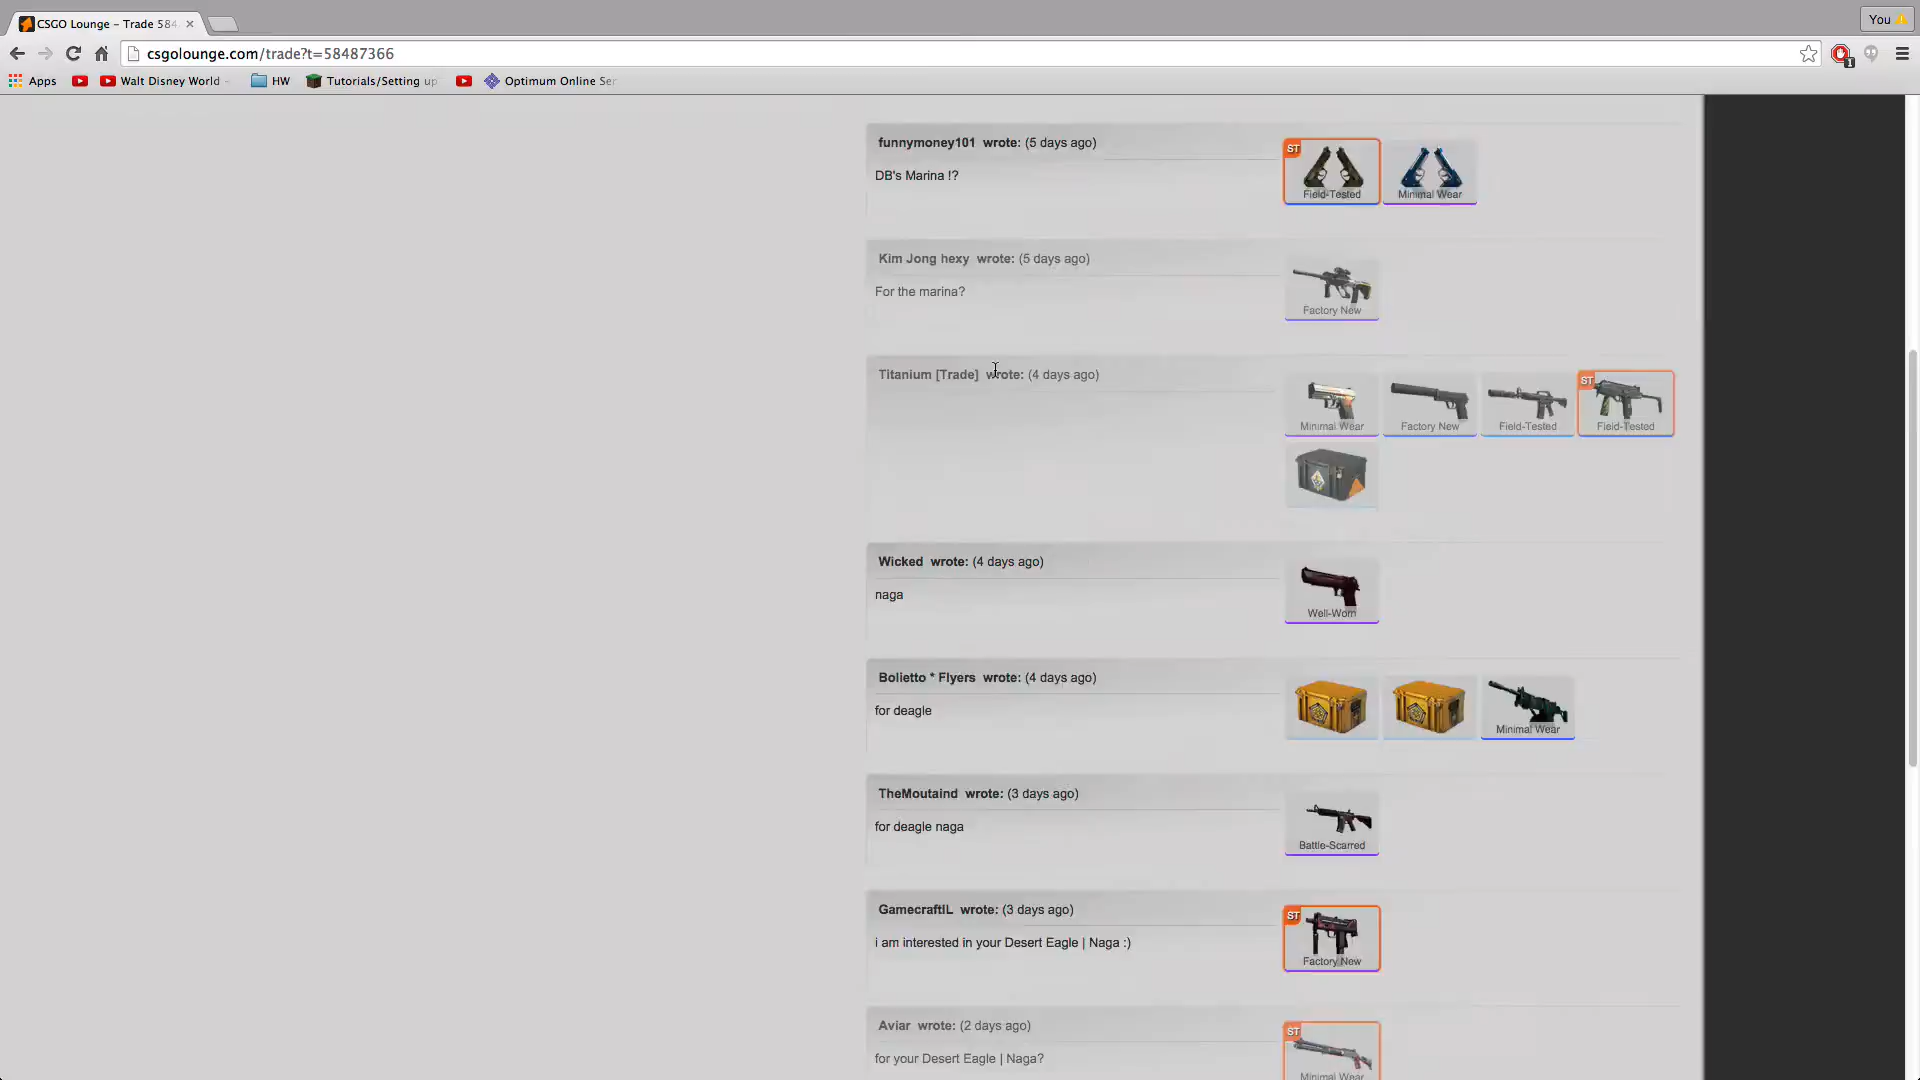 CSGO Lounge - Trade 584
You
csgolounge.com/trade?t=58487366
1
Apps
Walt Disney World
HW
Tutorials/Setting up
Optimum Online Ser
funnymoney101 wrote: (5 days ago)
DB's Marina !?
ST
Field-Tested
Minimal Wear
Kim Jong hexy wrote: (5 days ago)
For the marina?
Factory New
Titanium [Trade] wrote: (4 days ago)
Minimal Wear
Factory New
Field-Tested
ST
Field-Tested
Wicked wrote: (4 days ago)
naga
Well-Worn
Bolietto * Flyers wrote: (4 days ago)
for deagle
Minimal Wear
TheMoutaind wrote: (3 days ago)
for deagle naga
Battle-Scarred
GamecraftIL wrote: (3 days ago)
i am interested in your Desert Eagle | Naga :)
ST
Factory New
Aviar wrote: (2 days ago)
for your Desert Eagle | Naga?
ST
Minimal Wear